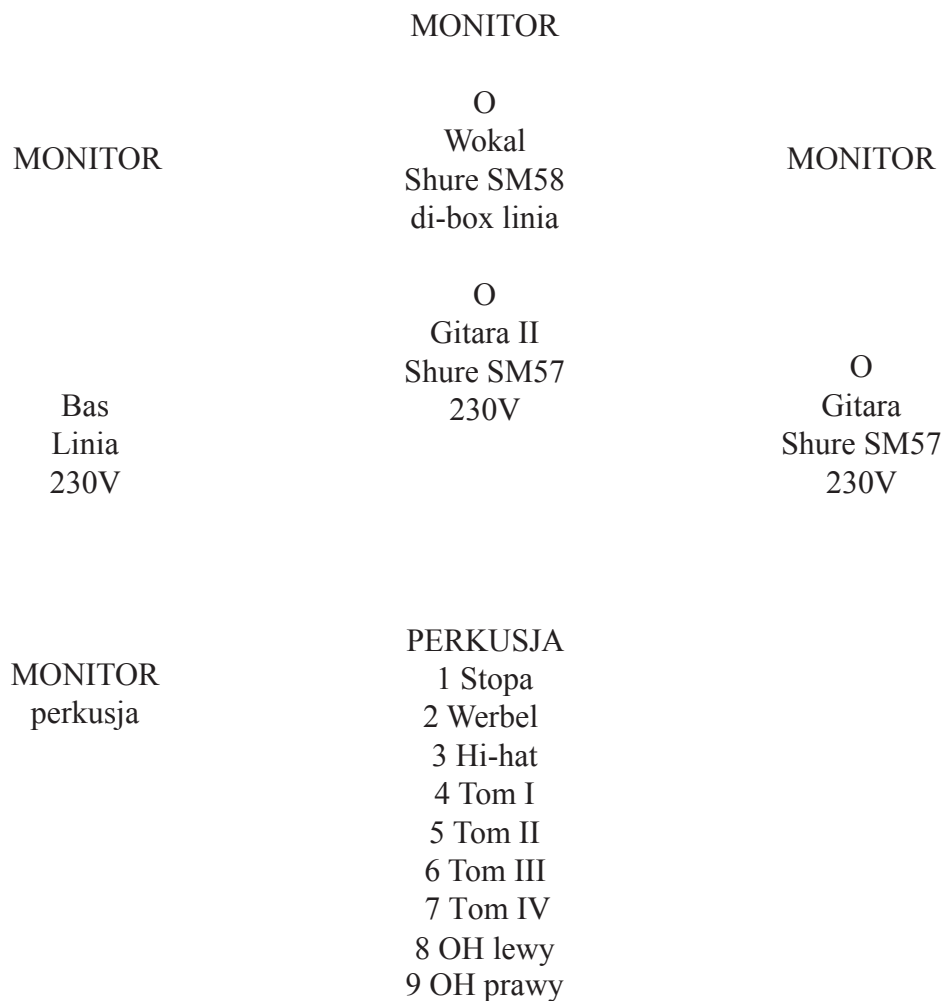 MONITOR
O
Wokal
Shure SM58
di-box linia
MONITOR
MONITOR
O
Gitara II
Shure SM57
230V
Bas
Linia
230V
O
Gitara
Shure SM57
230V
MONITOR
perkusja
PERKUSJA
1 Stopa
2 Werbel
3 Hi-hat
4 Tom I
5 Tom II
6 Tom III
7 Tom IV
8 OH lewy
9 OH prawy